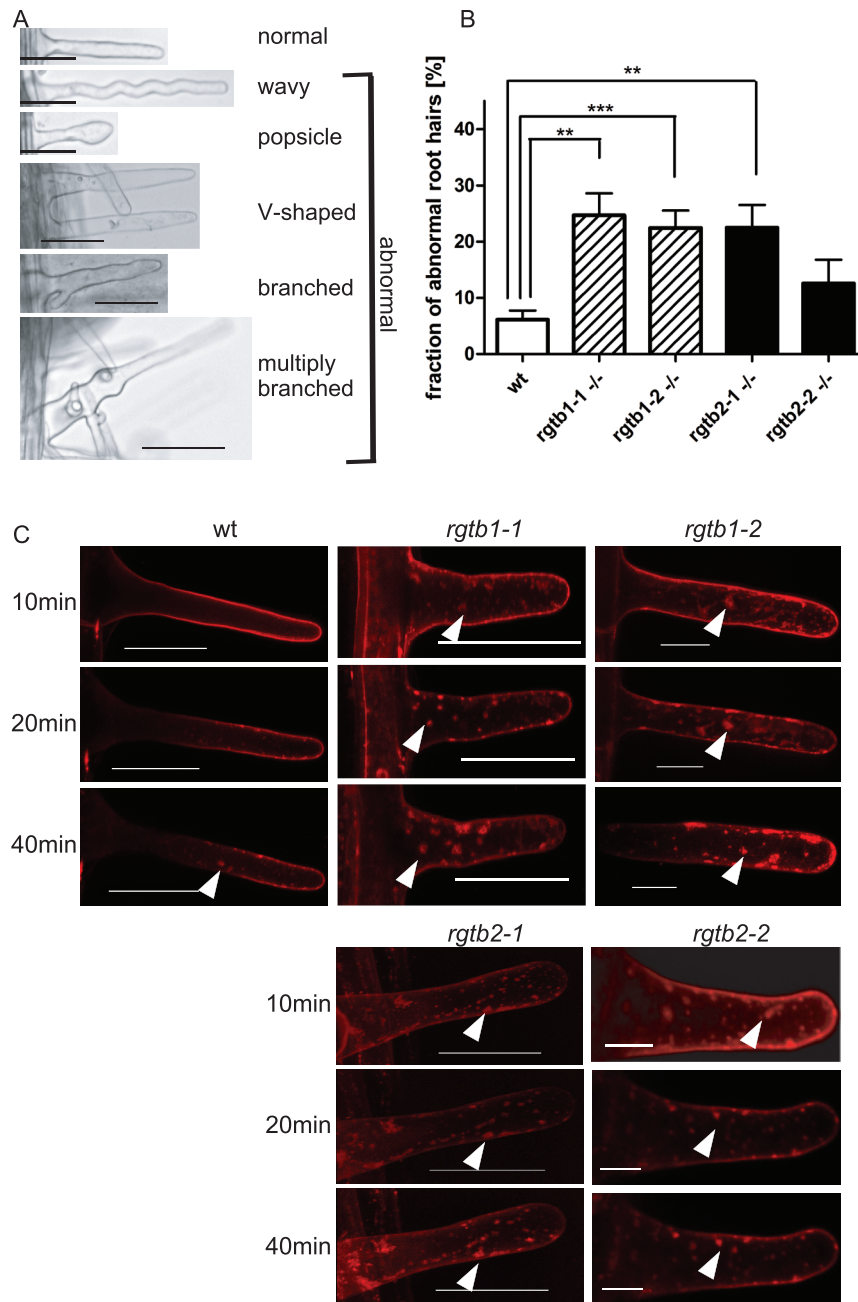 A
normal
wavy
popsicle
V-shaped
branched
multiply
branched
abnormal
B
fraction of abnormal root hairs [%]
40
30
20
10
0
**
***
**
wt
rgtb1-1 -/-
rgtb1-2 -/-
rgtb2-1 -/-
rgtb2-2 -/-
C
wt
rgtb1-1
rgtb1-2
10min
20min
40min
rgtb2-1
rgtb2-2
10min
20min
40min